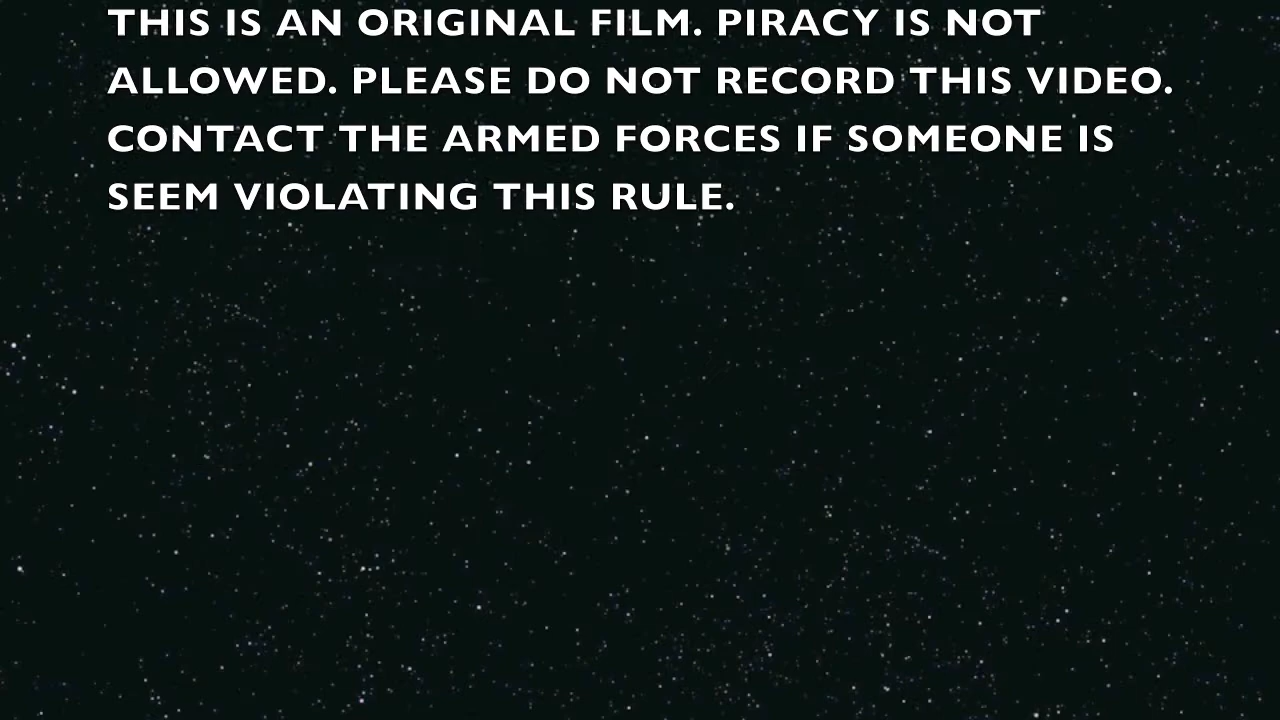 THIS IS AN ORIGINAL FILM. PIRACY IS NOT
ALLOWED. PLEASE DO NOT RECORD THIS VIDEO.
CONTACT THE ARMED FORCES IF SOMEONE IS
SEEM VIOLATING THIS RULE.